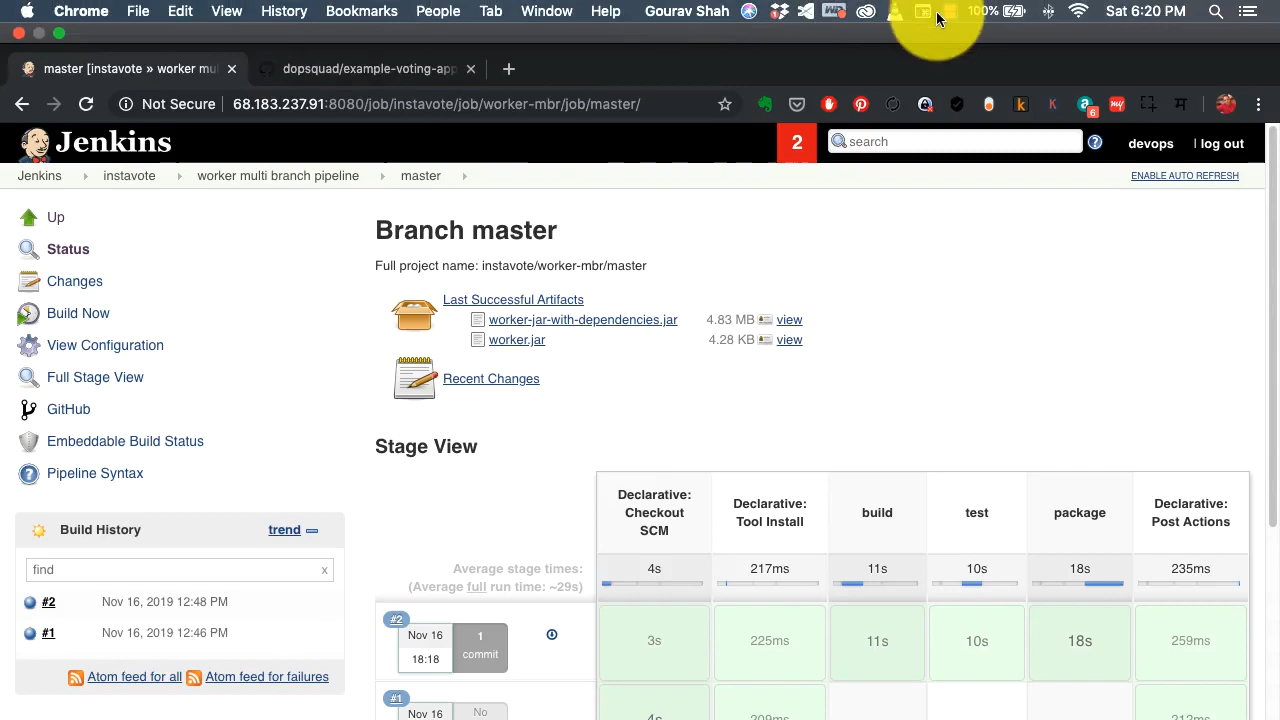 Chrome File Edit View History Bookmarks People Tab Window Help Gourav Shah 100% Sat 6:20 PM
master [instavote » worker mul
dopsquad/example-voting-app
Not Secure 68.183.237.91:8080/job/instavote/job/worker-mbr/job/master/
6
Jenkins
2
search
devops
| log out
Jenkins
instavote
worker multi branch pipeline
master
ENABLE AUTO REFRESH
Up
Status
Changes
Build Now
View Configuration
Full Stage View
GitHub
Embeddable Build Status
Pipeline Syntax
Build History
trend
find
x
#2 Nov 16, 2019 12:48 PM
#1 Nov 16, 2019 12:46 PM
Atom feed for all
Atom feed for failures
Branch master
Full project name: instavote/worker-mbr/master
Last Successful Artifacts
worker-jar-with-dependencies.jar 4.83 MB view
worker.jar 4.28 KB view
Recent Changes
Stage View
Declarative:
Checkout
SCM
Declarative:
Tool Install
build
test
package
Declarative:
Post Actions
Average stage times:
(Average full run time: ~29s)
4s
217ms
11s
10s
18s
235ms
#2
Nov 16
18:18
1
commit
3s
225ms
11s
10s
18s
259ms
#1
Nov 16
No
4s
209ms
212ms